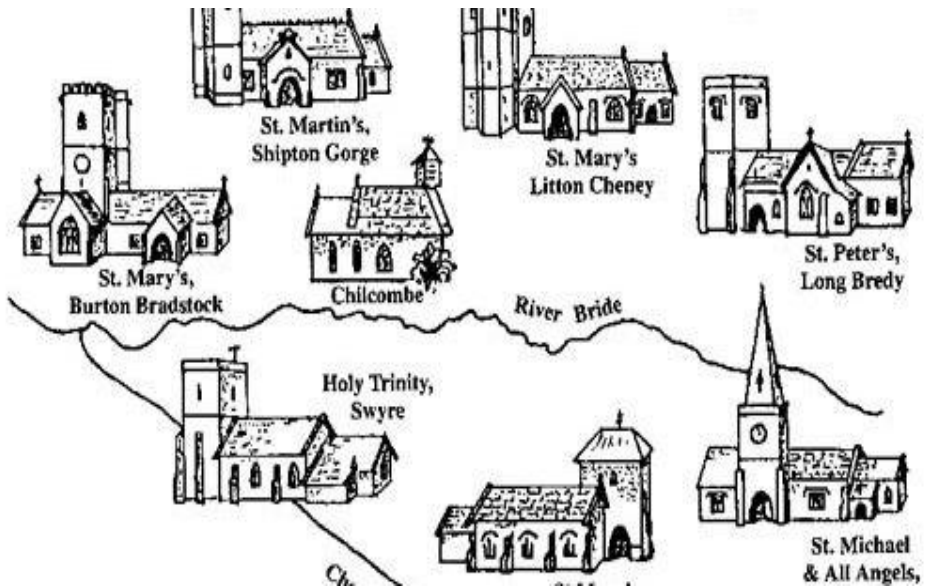 St. Martin's,
Shipton Gorge
St. Mary's
Litton Cheney
St. Peter's,
Long Bredy
St. Mary's,
Burton Bradstock
Chilcombe
River Bride
Holy Trinity,
Swyre
St. Michael
& All Angels,